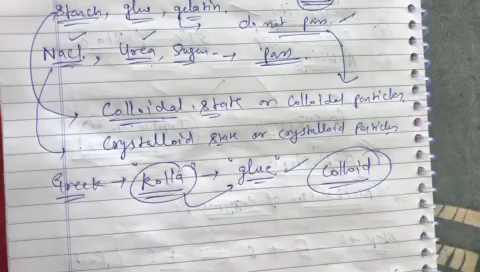 Starch, glue, gelatin, do not pass.
NaCl, Urea, Sugar → pass
Colloidal state or Colloidal particles.
Crystalloid state or crystalloid particles
Greek → "Kolla" → "glue" ✓ Colloid